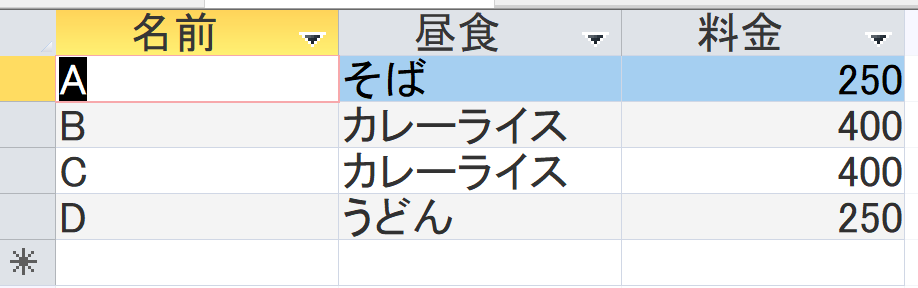 名前 昼食 料金
A そば 250
B カレーライス 400
C カレーライス 400
D うどん 250